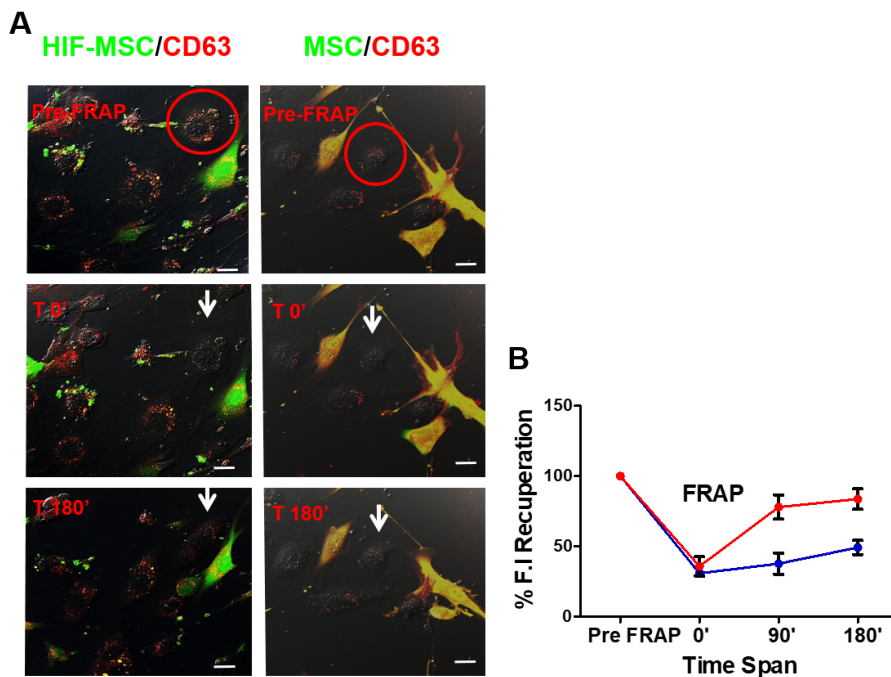 A
HIF-MSC/CD63
MSC/CD63
Pre-FRAP
Pre-FRAP
T 0'
T 0'
T 180'
T 180'
B
150
100
50
0
% F.I Recuperation
FRAP
Pre FRAP 0' 90' 180'
Time Span